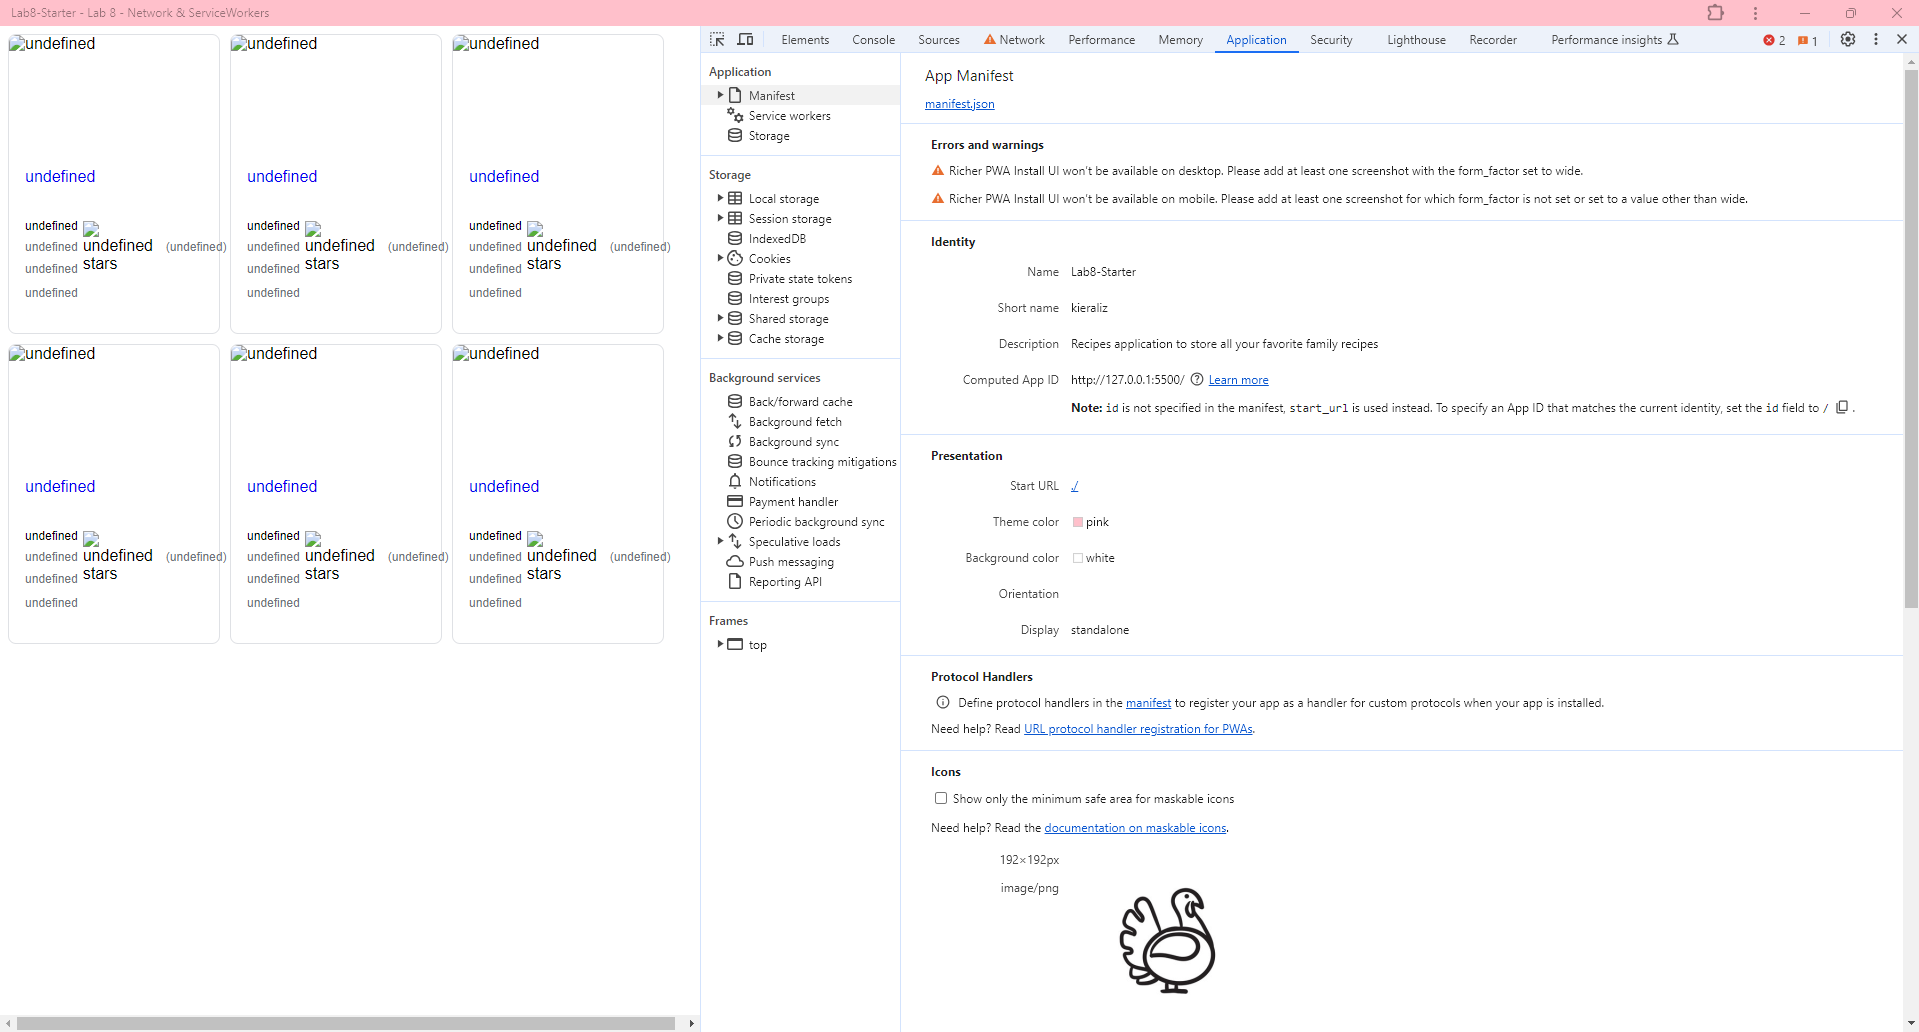 Lab8-Starter - Lab 8 - Network & ServiceWorkers
undefined undefined undefined
undefined undefined undefined
undefined undefined undefined
undefined undefined (undefined) undefined undefined (undefined) undefined undefined (undefined)
undefined stars undefined stars undefined stars
undefined undefined undefined
undefined undefined undefined
undefined undefined undefined
undefined undefined undefined
undefined undefined (undefined) undefined undefined (undefined) undefined undefined (undefined)
undefined stars undefined stars undefined stars
undefined undefined undefined
Elements Console Sources Network Performance Memory Application Security Lighthouse Recorder Performance insights 2 1
Application
Manifest
Service workers
Storage
Storage
Local storage
Session storage
IndexedDB
Cookies
Private state tokens
Interest groups
Shared storage
Cache storage
Background services
Back/forward cache
Background fetch
Background sync
Bounce tracking mitigations
Notifications
Payment handler
Periodic background sync
Speculative loads
Push messaging
Reporting API
Frames
top
App Manifest
manifest.json
Errors and warnings
Richer PWA Install UI won't be available on desktop. Please add at least one screenshot with the form_factor set to wide.
Richer PWA Install UI won't be available on mobile. Please add at least one screenshot for which form_factor is not set or set to a value other than wide.
Identity
Name Lab8-Starter
Short name kieraliz
Description Recipes application to store all your favorite family recipes
Computed App ID http://127.0.0.1:5500/ Learn more
Note: id is not specified in the manifest, start_url is used instead. To specify an App ID that matches the current identity, set the id field to / .
Presentation
Start URL ./
Theme color pink
Background color white
Orientation
Display standalone
Protocol Handlers
Define protocol handlers in the manifest to register your app as a handler for custom protocols when your app is installed.
Need help? Read URL protocol handler registration for PWAs.
Icons
Show only the minimum safe area for maskable icons
Need help? Read the documentation on maskable icons.
192×192px
image/png